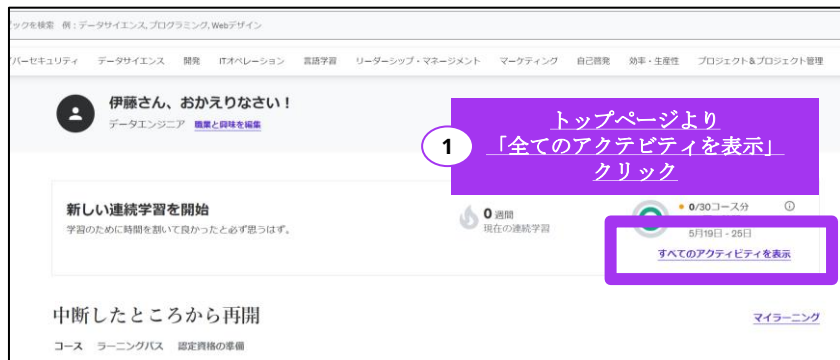 ックを検索 例：データサイエンス,プログラミング,Webデザイン
バーセキュリティ データサイエンス 開発 ITオペレーション 言語学習 リーダーシップ・マネージメント マーケティング 自己啓発 効率・生産性 プロジェクト&プロジェクト管理
伊藤さん、おかえりなさい！
データエンジニア 職業と興味を編集
1
トップページより
「全てのアクテビティを表示」
クリック
新しい連続学習を開始
学習のために時間を割いて良かったと必ず思うはず。
0 週間
現在の連続学習
0/30コース分
5月19日 - 25日
すべてのアクティビティを表示
中断したところから再開
マイラーニング
コース ラーニングパス 認定資格の準備